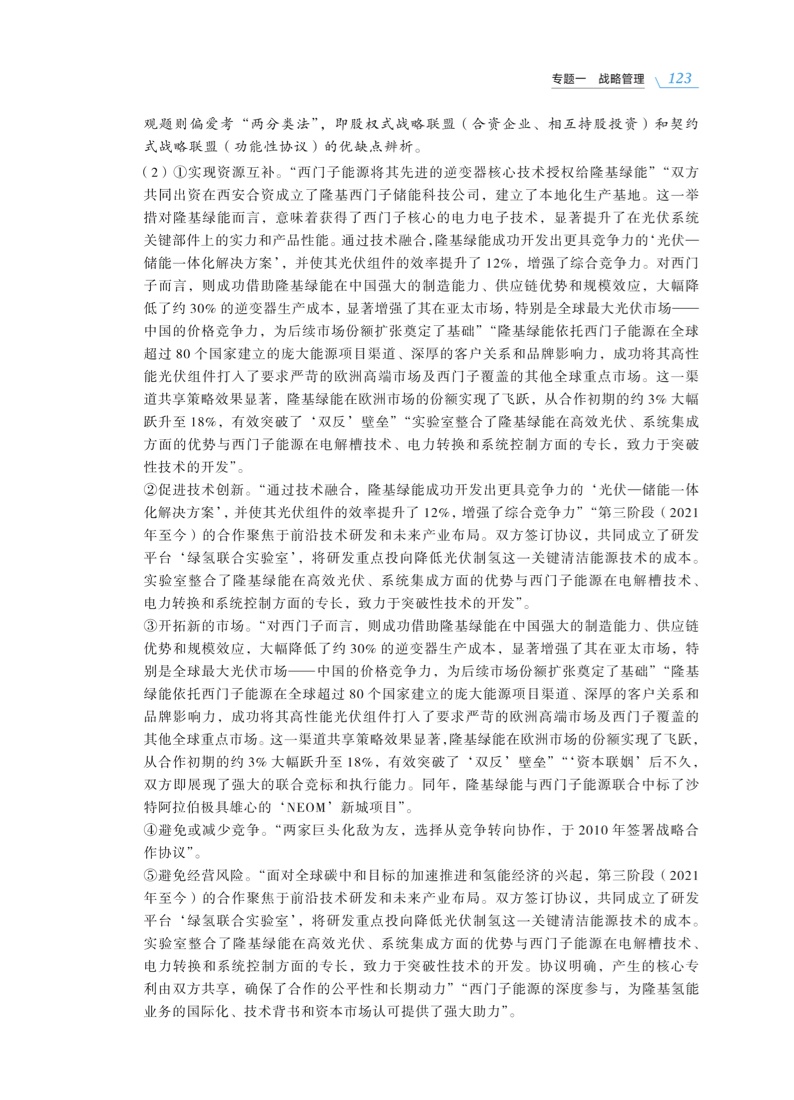 专题一 战略管理 123
观题则偏爱考“两分类法”，即股权式战略联盟（合资企业、相互持股投资）和契约
式战略联盟（功能性协议）的优缺点辨析。
（2）①实现资源互补。“西门子能源将其先进的逆变器核心技术授权给隆基绿能”“双方
共同出资在西安合资成立了隆基西门子储能科技公司，建立了本地化生产基地。这一举
措对隆基绿能而言，意味着获得了西门子核心的电力电子技术，显著提升了在光伏系统
关键部件上的实力和产品性能。通过技术融合，隆基绿能成功开发出更具竞争力的‘光伏—
储能一体化解决方案’，并使其光伏组件的效率提升了 12%，增强了综合竞争力。对西门
子而言，则成功借助隆基绿能在中国强大的制造能力、供应链优势和规模效应，大幅降
低了约 30% 的逆变器生产成本，显著增强了其在亚太市场，特别是全球最大光伏市场——
中国的价格竞争力，为后续市场份额扩张奠定了基础”“隆基绿能依托西门子能源在全球
超过 80 个国家建立的庞大能源项目渠道、深厚的客户关系和品牌影响力，成功将其高性
能光伏组件打入了要求严苛的欧洲高端市场及西门子覆盖的其他全球重点市场。这一渠
道共享策略效果显著，隆基绿能在欧洲市场的份额实现了飞跃，从合作初期的约 3% 大幅
跃升至 18%，有效突破了‘双反’壁垒”“实验室整合了隆基绿能在高效光伏、系统集成
方面的优势与西门子能源在电解槽技术、电力转换和系统控制方面的专长，致力于突破
性技术的开发”。
②促进技术创新。“通过技术融合，隆基绿能成功开发出更具竞争力的‘光伏—储能一体
化解决方案’，并使其光伏组件的效率提升了 12%，增强了综合竞争力”“第三阶段（2021
年至今）的合作聚焦于前沿技术研发和未来产业布局。双方签订协议，共同成立了研发
平台‘绿氢联合实验室’，将研发重点投向降低光伏制氢这一关键清洁能源技术的成本。
实验室整合了隆基绿能在高效光伏、系统集成方面的优势与西门子能源在电解槽技术、
电力转换和系统控制方面的专长，致力于突破性技术的开发”。
③开拓新的市场。“对西门子而言，则成功借助隆基绿能在中国强大的制造能力、供应链
优势和规模效应，大幅降低了约 30% 的逆变器生产成本，显著增强了其在亚太市场，特
别是全球最大光伏市场——中国的价格竞争力，为后续市场份额扩张奠定了基础”“隆基
绿能依托西门子能源在全球超过 80 个国家建立的庞大能源项目渠道、深厚的客户关系和
品牌影响力，成功将其高性能光伏组件打入了要求严苛的欧洲高端市场及西门子覆盖的
其他全球重点市场。这一渠道共享策略效果显著，隆基绿能在欧洲市场的份额实现了飞跃，
从合作初期的约 3% 大幅跃升至 18%，有效突破了‘双反’壁垒”“‘资本联姻’后不久，
双方即展现了强大的联合竞标和执行能力。同年，隆基绿能与西门子能源联合中标了沙
特阿拉伯极具雄心的‘NEOM’新城项目”。
④避免或减少竞争。“两家巨头化敌为友，选择从竞争转向协作，于 2010 年签署战略合
作协议”。
⑤避免经营风险。“面对全球碳中和目标的加速推进和氢能经济的兴起，第三阶段（2021
年至今）的合作聚焦于前沿技术研发和未来产业布局。双方签订协议，共同成立了研发
平台‘绿氢联合实验室’，将研发重点投向降低光伏制氢这一关键清洁能源技术的成本。
实验室整合了隆基绿能在高效光伏、系统集成方面的优势与西门子能源在电解槽技术、
电力转换和系统控制方面的专长，致力于突破性技术的开发。协议明确，产生的核心专
利由双方共享，确保了合作的公平性和长期动力”“西门子能源的深度参与，为隆基氢能
业务的国际化、技术背书和资本市场认可提供了强大助力”。